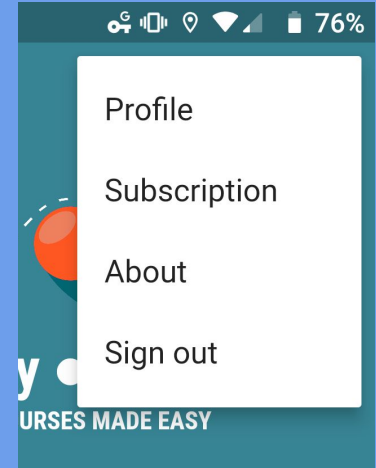 76%
Profile
Subscription
About
Sign out
y
URSES MADE EASY